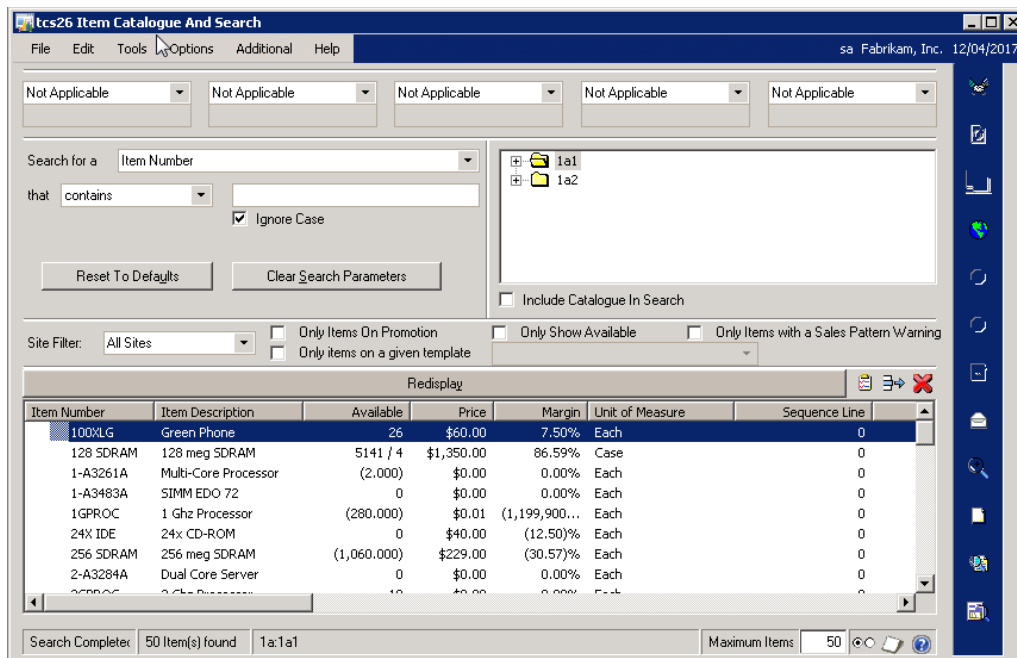 tcs26 Item Catalogue And Search
File Edit Tools Options Additional Help sa Fabrikam, Inc. 12/04/2017
Not Applicable Not Applicable Not Applicable Not Applicable Not Applicable
Search for a Item Number
1a1
1a2
that contains
Ignore Case
Reset To Defaults Clear Search Parameters
Include Catalogue In Search
Site Filter: All Sites
Only Items On Promotion Only Show Available Only Items with a Sales Pattern Warning
Only items on a given template
Redisplay
Item Number Item Description Available Price Margin Unit of Measure Sequence Line
100XLG Green Phone 26 $60.00 7.50% Each 0
128 SDRAM 128 meg SDRAM 5141 / 4 $1,350.00 86.59% Case 0
1-A3261A Multi-Core Processor (2.000) $0.00 0.00% Each 0
1-A3483A SIMM EDO 72 0 $0.00 0.00% Each 0
1GPROC 1 Ghz Processor (280.000) $0.01 (1,199,900... Each 0
24X IDE 24x CD-ROM 0 $40.00 (12.50)% Each 0
256 SDRAM 256 meg SDRAM (1,060.000) $229.00 (30.57)% Each 0
2-A3284A Dual Core Server 0 $0.00 0.00% Each 0
Search Completed 50 Item(s) found 1a:1a1 Maximum Items 50